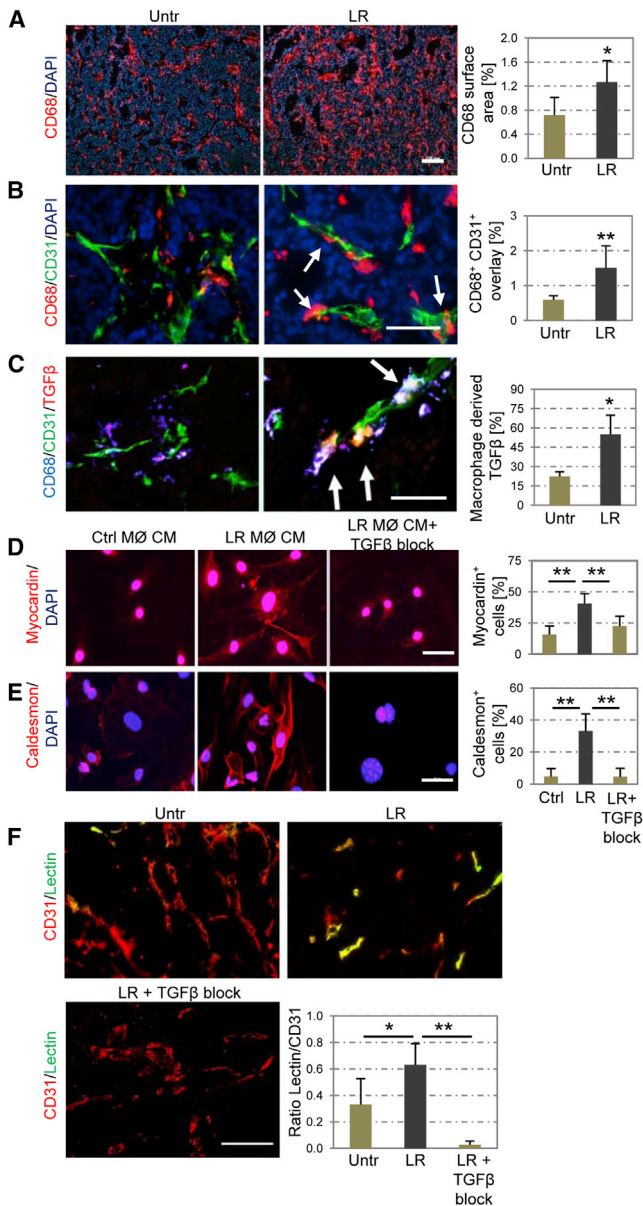 A
Untr
LR
CD68/DAPI
CD68 surface
area [%]
2.0
1.6
1.2
0.8
0.4
0.0
*
Untr
LR
B
CD68/CD31/DAPI
CD68+ CD31+
overlay [%]
3
2
1
0
**
Untr
LR
C
CD68/CD31/TGFβ
Macrophage derived
TGFβ [%]
90
75
60
45
30
15
0
*
Untr
LR
D
Ctrl MØ CM
LR MØ CM
LR MØ CM+
TGFβ block
Myocardin/
DAPI
Myocardin+
cells [%]
75
50
25
0
**
**
E
Caldesmon/
DAPI
Caldesmon+
cells [%]
60
40
20
0
**
**
Ctrl
LR
LR+
TGFβ
block
F
Untr
LR
CD31/Lectin
LR + TGFβ block
CD31/Lectin
Ratio Lectin/CD31
1.0
0.8
0.6
0.4
0.2
0.0
*
**
Untr
LR
LR +
TGFβ
block